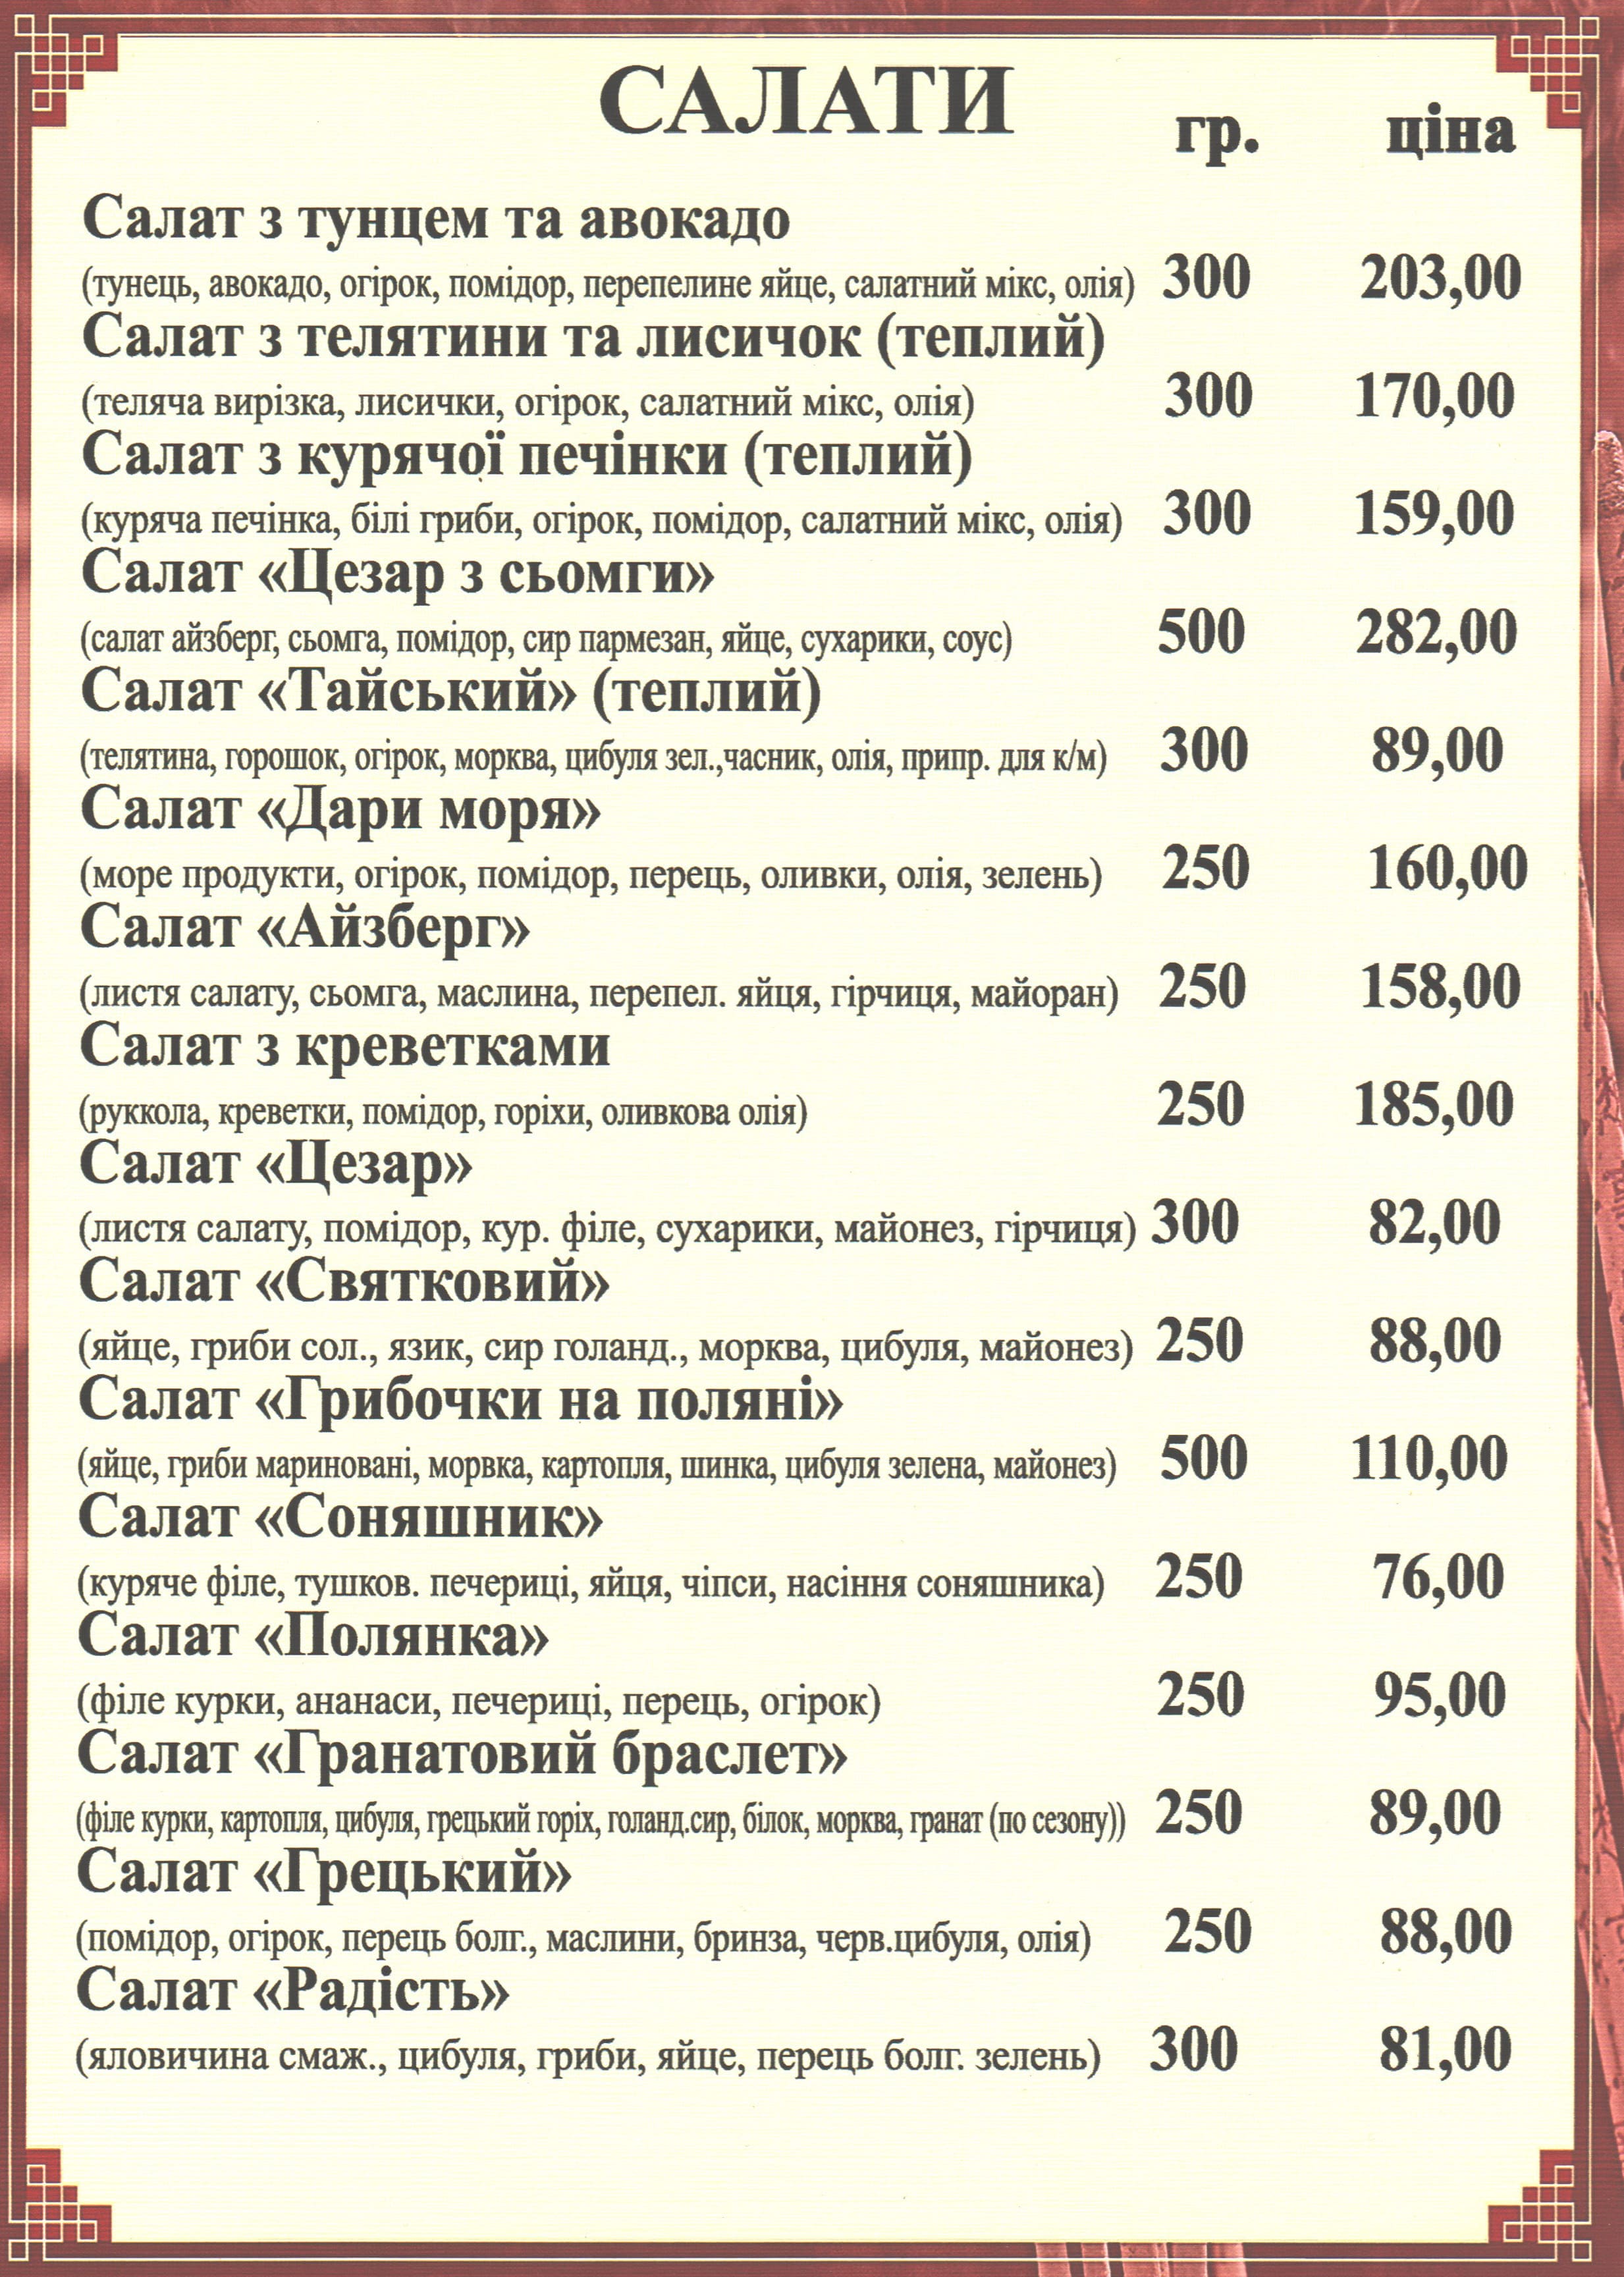 САЛАТИ
гр. ціна
Салат з тунцем та авокадо
(тунець, авокадо, огірок, помідор, перепелине яйце, салатний мікс, олія) 300 203,00
Салат з телятини та лисичок (теплий)
(теляча вирізка, лисички, огірок, салатний мікс, олія) 300 170,00
Салат з курячої печінки (теплий)
(куряча печінка, білі гриби, огірок, помідор, салатний мікс, олія) 300 159,00
Салат «Цезар з сьомги»
(салат айзберг, сьомга, помідор, сир пармезан, яйце, сухарики, соус) 500 282,00
Салат «Тайський» (теплий)
(телятина, горошок, огірок, морква, цибуля зел.,часник, олія, припр. для к/м) 300 89,00
Салат «Дари моря»
(море продукти, огірок, помідор, перець, оливки, олія, зелень) 250 160,00
Салат «Айзберг»
(листя салату, сьомга, маслина, перепел. яйця, гірчиця, майоран) 250 158,00
Салат з креветками
(руккола, креветки, помідор, горіхи, оливкова олія) 250 185,00
Салат «Цезар»
(листя салату, помідор, кур. філе, сухарики, майонез, гірчиця) 300 82,00
Салат «Святковий»
(яйце, гриби сол., язик, сир голанд., морква, цибуля, майонез) 250 88,00
Салат «Грибочки на поляні»
(яйце, гриби мариновані, морвка, картопля, шинка, цибуля зелена, майонез) 500 110,00
Салат «Соняшник»
(куряче філе, тушков. печериці, яйця, чіпси, насіння соняшника) 250 76,00
Салат «Полянка»
(філе курки, ананаси, печериці, перець, огірок) 250 95,00
Салат «Гранатовий браслет»
(філе курки, картопля, цибуля, грецький горіх, голанд.сир, білок, морква, гранат (по сезону)) 250 89,00
Салат «Грецький»
(помідор, огірок, перець болг., маслини, бринза, черв.цибуля, олія) 250 88,00
Салат «Радість»
(яловичина смаж., цибуля, гриби, яйце, перець болг. зелень) 300 81,00